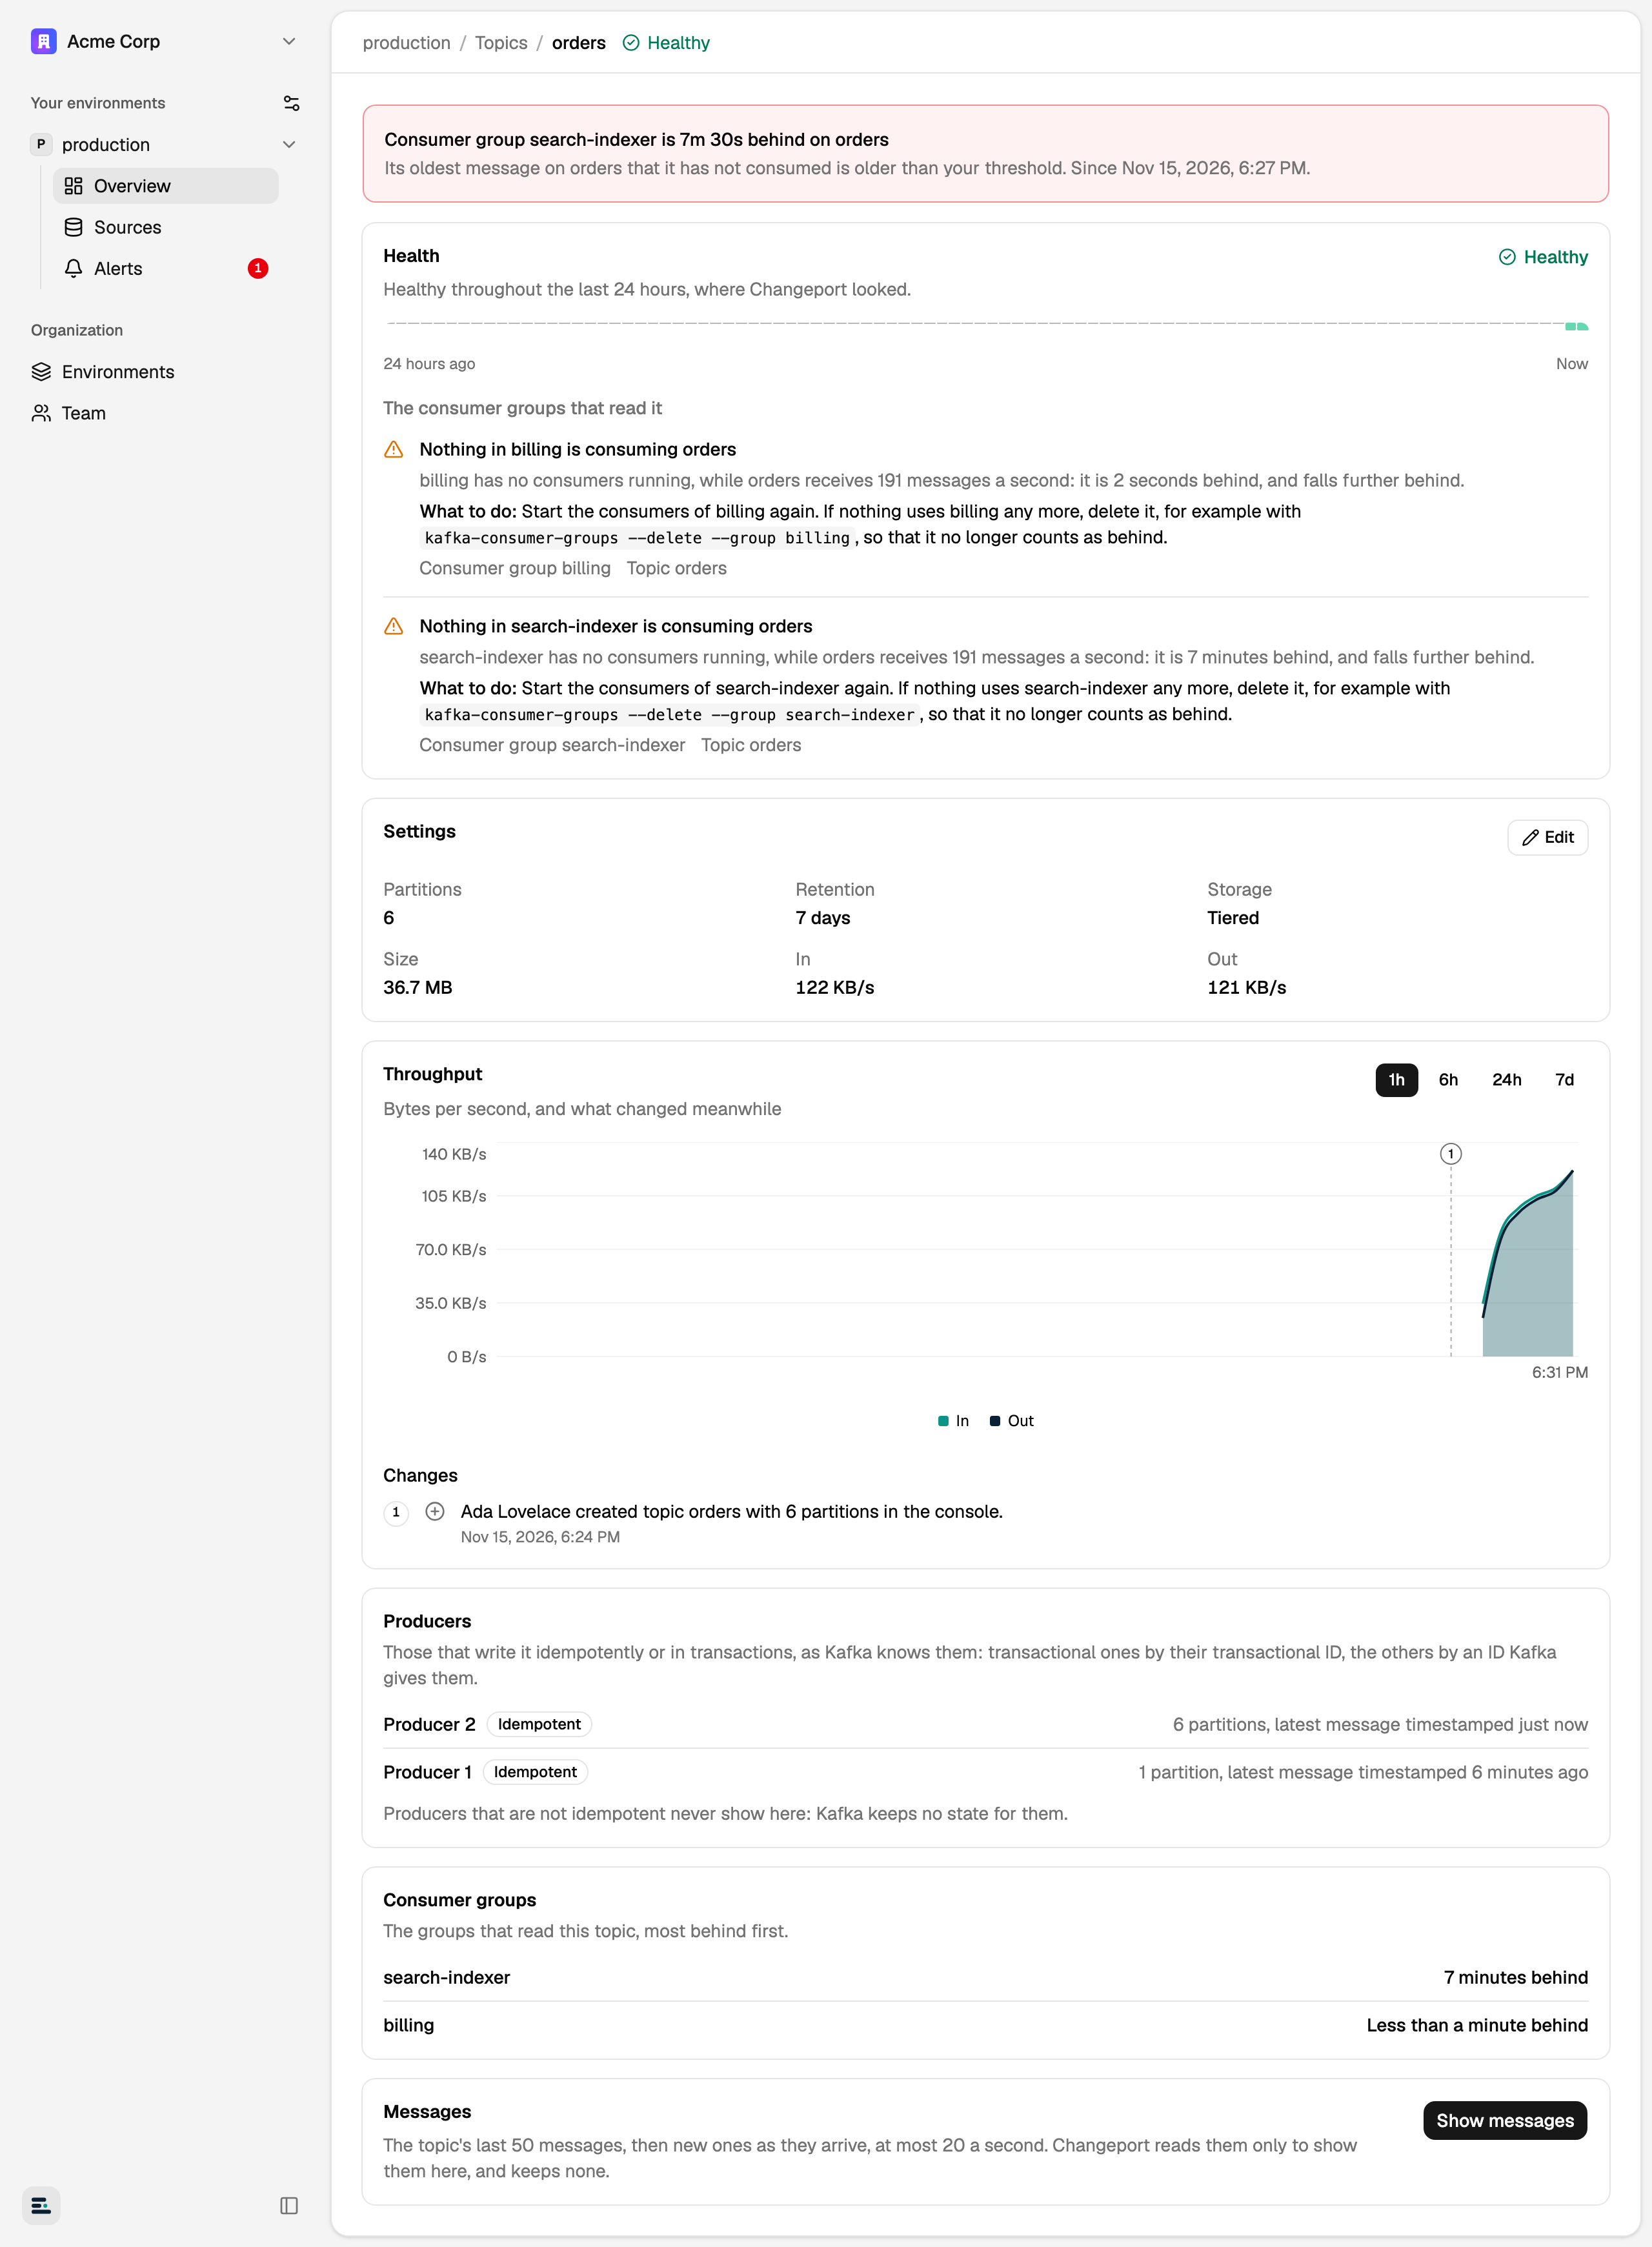 Acme Corp
Your environments
P production
Overview
Sources
Alerts 1
Organization
Environments
Team
production / Topics / orders Healthy
Consumer group search-indexer is 7m 30s behind on orders
Its oldest message on orders that it has not consumed is older than your threshold. Since Nov 15, 2026, 6:27 PM.
Health Healthy
Healthy throughout the last 24 hours, where Changeport looked.
24 hours ago Now
The consumer groups that read it
Nothing in billing is consuming orders
billing has no consumers running, while orders receives 191 messages a second: it is 2 seconds behind, and falls further behind.
What to do: Start the consumers of billing again. If nothing uses billing any more, delete it, for example with
kafka-consumer-groups --delete --group billing , so that it no longer counts as behind.
Consumer group billing Topic orders
Nothing in search-indexer is consuming orders
search-indexer has no consumers running, while orders receives 191 messages a second: it is 7 minutes behind, and falls further behind.
What to do: Start the consumers of search-indexer again. If nothing uses search-indexer any more, delete it, for example with
kafka-consumer-groups --delete --group search-indexer , so that it no longer counts as behind.
Consumer group search-indexer Topic orders
Settings Edit
Partitions Retention Storage
6 7 days Tiered
Size In Out
36.7 MB 122 KB/s 121 KB/s
Throughput 1h 6h 24h 7d
Bytes per second, and what changed meanwhile
140 KB/s 1
105 KB/s
70.0 KB/s
35.0 KB/s
0 B/s
6:31 PM
In Out
Changes
1 Ada Lovelace created topic orders with 6 partitions in the console.
Nov 15, 2026, 6:24 PM
Producers
Those that write it idempotently or in transactions, as Kafka knows them: transactional ones by their transactional ID, the others by an ID Kafka
gives them.
Producer 2 Idempotent 6 partitions, latest message timestamped just now
Producer 1 Idempotent 1 partition, latest message timestamped 6 minutes ago
Producers that are not idempotent never show here: Kafka keeps no state for them.
Consumer groups
The groups that read this topic, most behind first.
search-indexer 7 minutes behind
billing Less than a minute behind
Messages Show messages
The topic's last 50 messages, then new ones as they arrive, at most 20 a second. Changeport reads them only to show
them here, and keeps none.